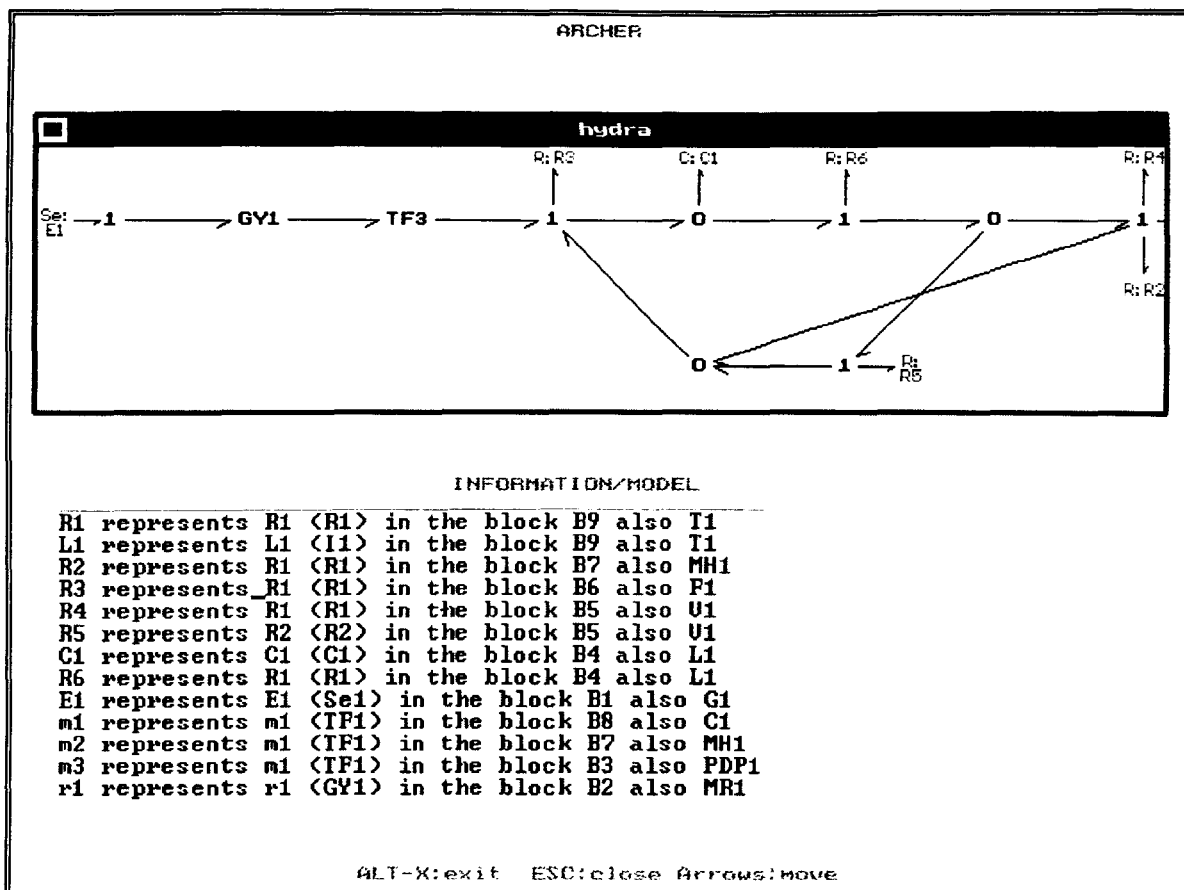 ARCHER
hydra
R:R3 C:C1 R:R6 R:R4
Se:
E1
1 GY1 TF3 1 0 1 0 1
R:R2
0 1 R:
R5
INFORMATION/MODEL
R1 represents R1 (R1) in the block B9 also T1
L1 represents L1 (I1) in the block B9 also T1
R2 represents R1 (R1) in the block B7 also MH1
R3 represents_R1 (R1) in the block B6 also F1
R4 represents R1 (R1) in the block B5 also V1
R5 represents R2 (R2) in the block B5 also V1
C1 represents C1 (C1) in the block B4 also L1
R6 represents R1 (R1) in the block B4 also L1
E1 represents E1 (Se1) in the block B1 also G1
m1 represents m1 (TF1) in the block B8 also C1
m2 represents m1 (TF1) in the block B7 also MH1
m3 represents m1 (TF1) in the block B3 also PDP1
r1 represents r1 (GY1) in the block B2 also MR1
ALT-X:exit ESC:close Arrows:move